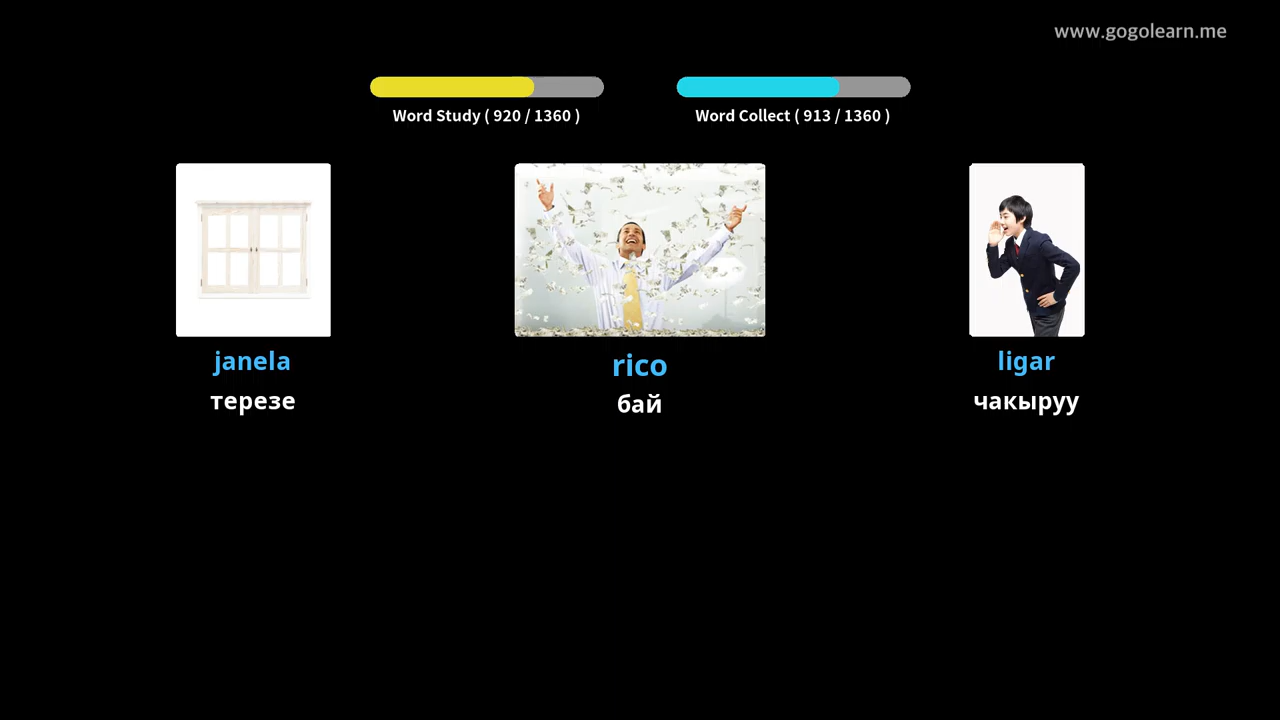 www.gogolearn.me
Word Study ( 920 / 1360 )
Word Collect ( 913 / 1360 )
janela
терезе
rico
бай
ligar
чакыруу